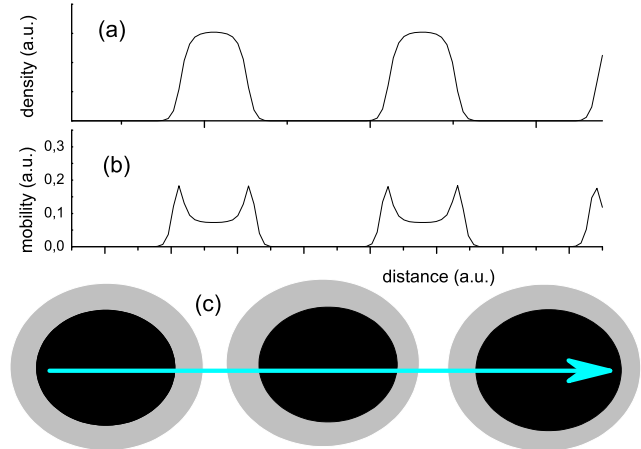 (a)
density (a.u.)
(b)
mobility (a.u.)
0,3
0,2
0,1
0,0
distance (a.u.)
(c)